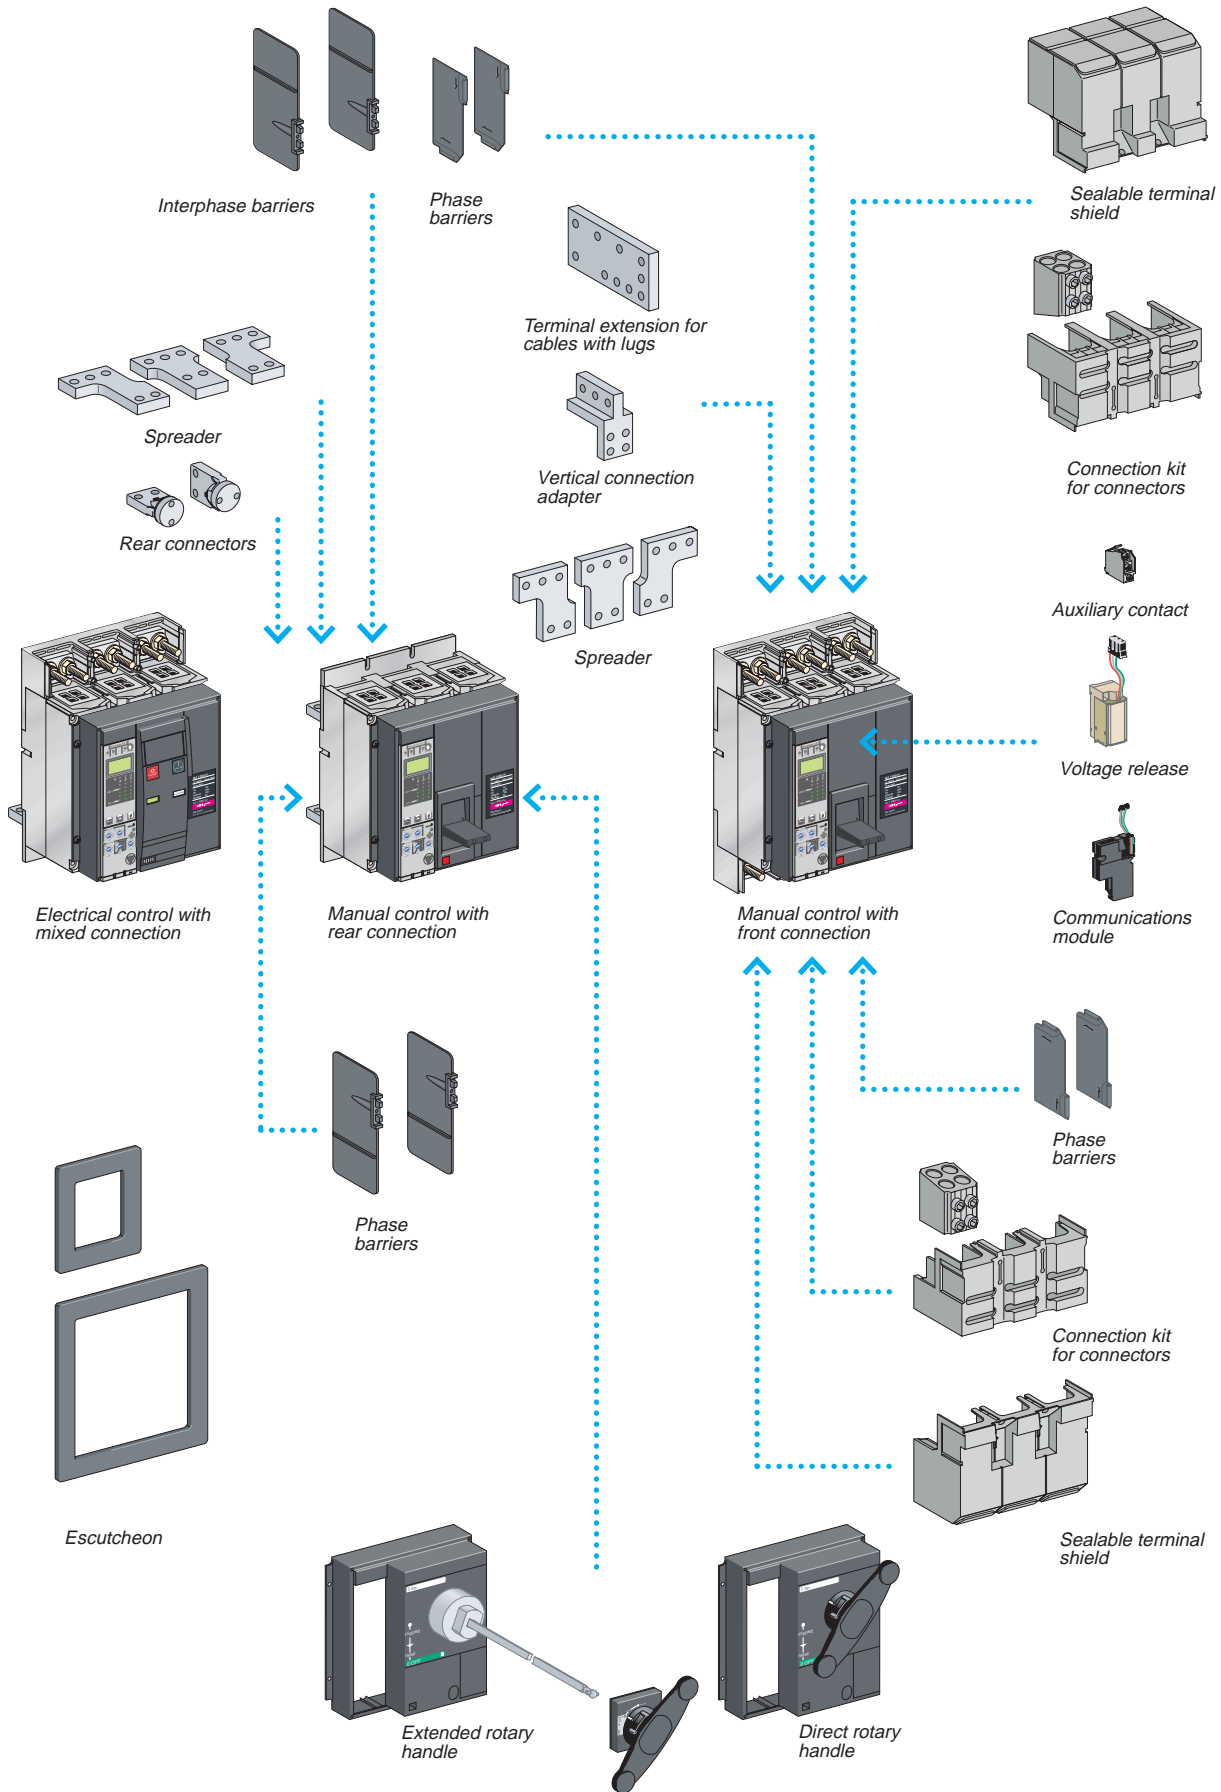 Interphase barriers
Phase
barriers
Sealable terminal
shield
Terminal extension for
cables with lugs
Spreader
Vertical connection
adapter
Connection kit
for connectors
Rear connectors
Auxiliary contact
Spreader
Voltage release
Electrical control with
mixed connection
Manual control with
rear connection
Manual control with
front connection
Communications
module
Phase
barriers
Phase
barriers
Connection kit
for connectors
Escutcheon
Sealable terminal
shield
Extended rotary
handle
Direct rotary
handle